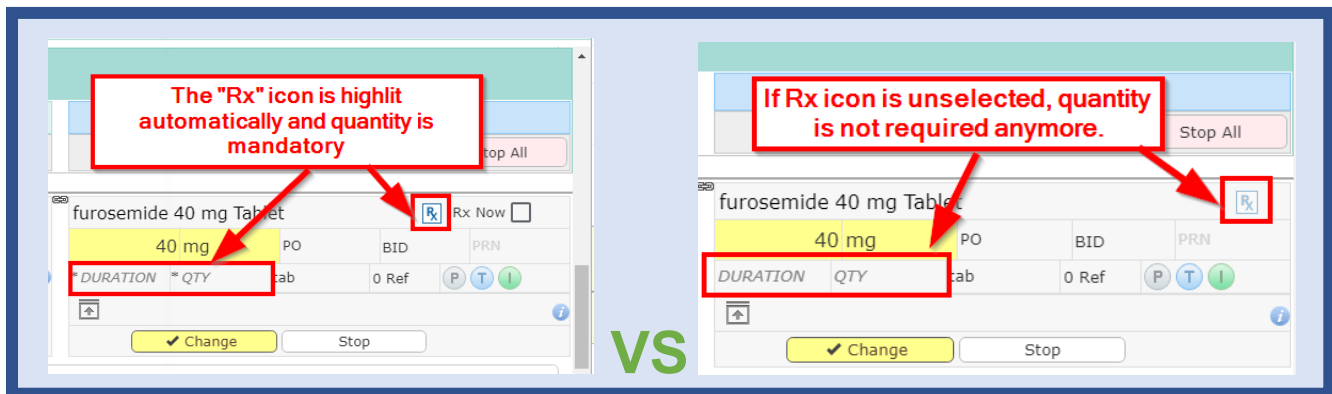 The "Rx" icon is highlit
automatically and quantity is
mandatory
top All
furosemide 40 mg Tablet
Rx
Rx Now
40 mg
PO
BID
PRN
* DURATION
* QTY
tab
0 Ref
P
T
I
i
✔ Change
Stop
VS
If Rx icon is unselected, quantity
is not required anymore.
Stop All
furosemide 40 mg Tablet
Rx
40 mg
PO
BID
PRN
DURATION
QTY
tab
0 Ref
P
T
I
i
✔ Change
Stop